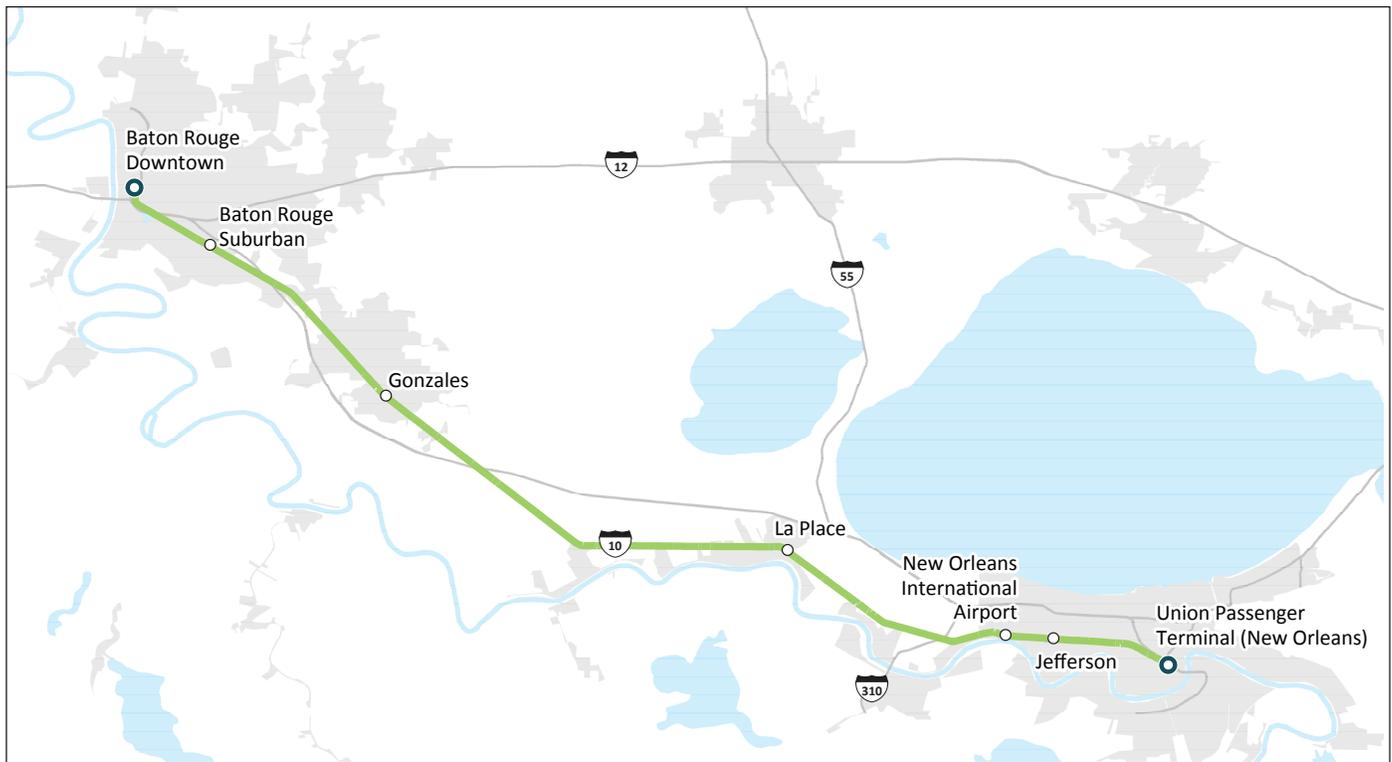 Baton Rouge
Downtown
12
Baton Rouge
Suburban
55
Gonzales
La Place
10
New Orleans
International
Airport
Union Passenger
Terminal (New Orleans)
Jefferson
310